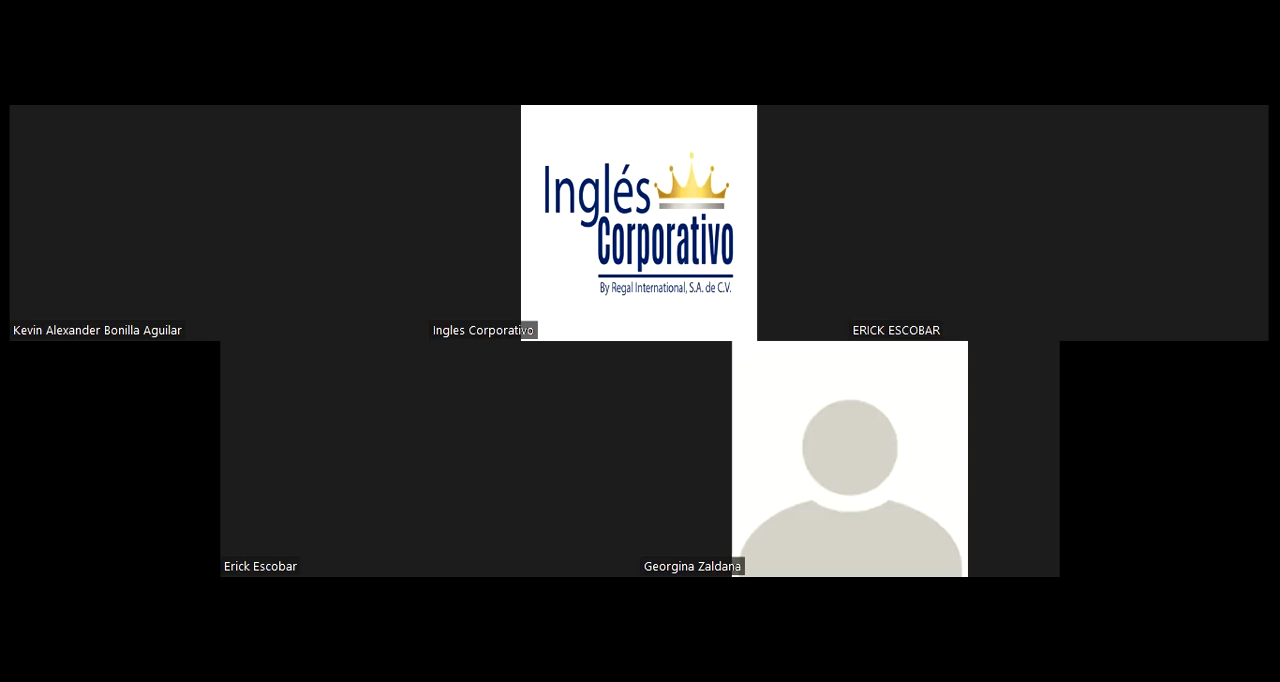 Inglés
Corporativo
By Regal International, S.A. de C.V.
Kevin Alexander Bonilla Aguilar
Ingles Corporativo
ERICK ESCOBAR
Erick Escobar
Georgina Zaldana